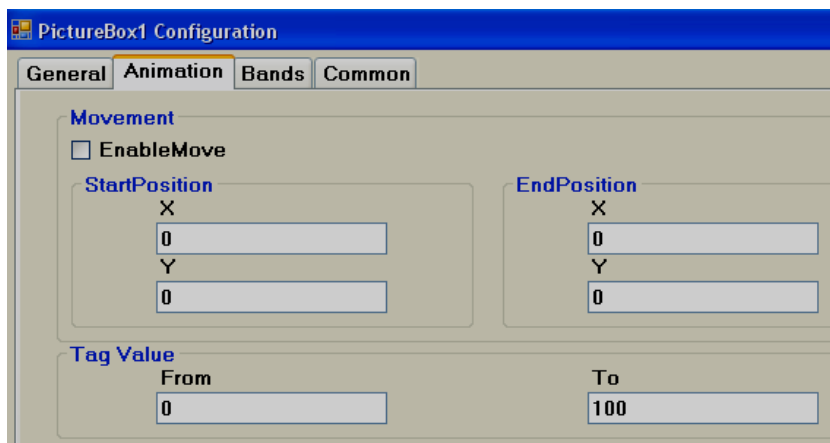 PictureBox1 Configuration
General Animation Bands Common
Movement
EnableMove
StartPosition EndPosition
X X
0 0
Y Y
0 0
Tag Value
From To
0 100